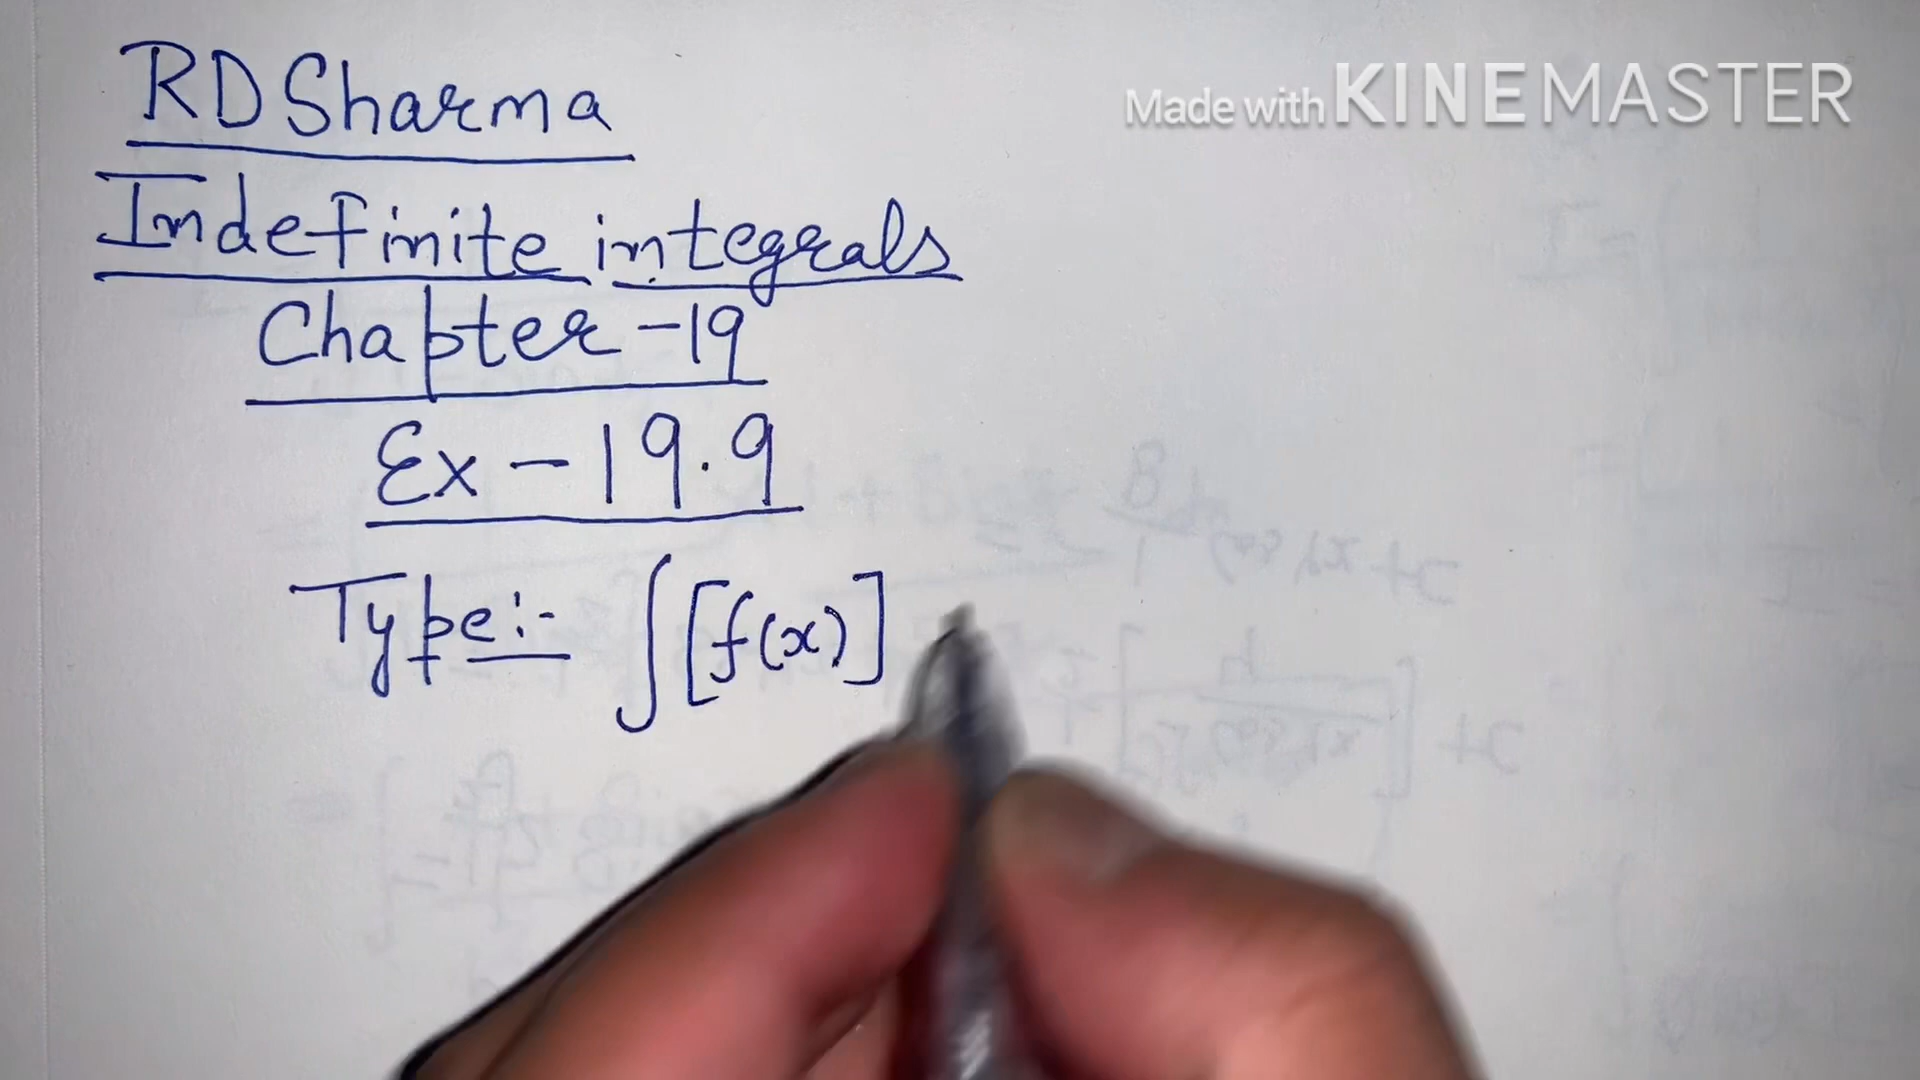 RD Sharma
Made with KINEMASTER
Indefinite integrals
Chapter - 19
Ex - 19.9
Type:- ∫[f(x)]